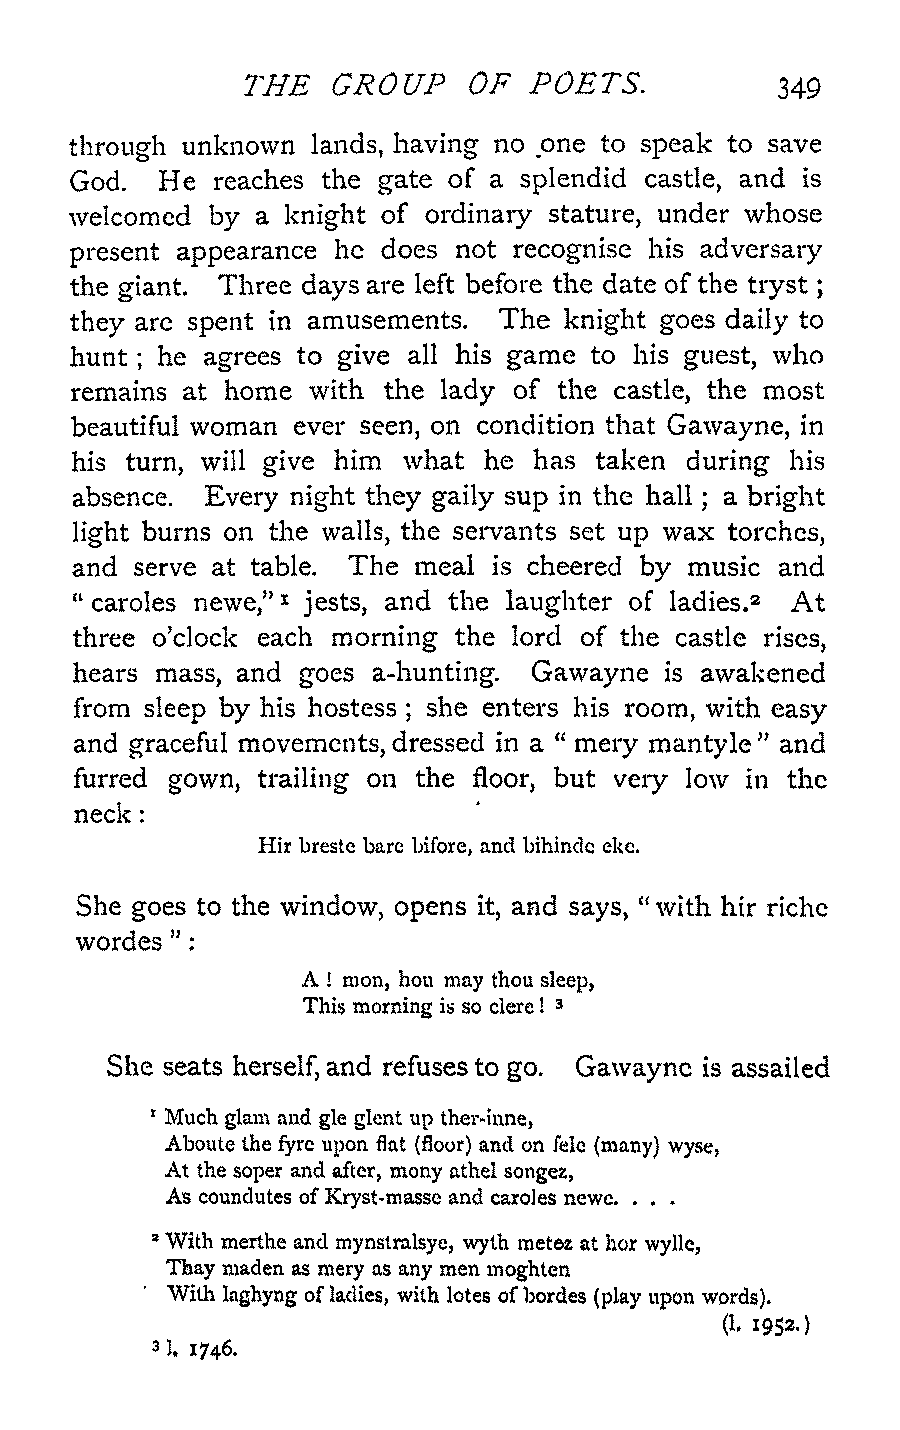 THE GROUP OF POETS. 349
through unknown lands, having no one to speak to save
God. He reaches the gate of a splendid castle, and is
welcomed by a knight of ordinary stature, under whose
present appearance he does not recognise his adversary
the giant. Three days are left before the date of the tryst ;
they are spent in amusements. The knight goes daily to
hunt ; he agrees to give all his game to his guest, who
remains at home with the lady of the castle, the most
beautiful woman ever seen, on condition that Gawayne, in
his turn, will give him what he has taken during his
absence. Every night they gaily sup in the hall ; a bright
light burns on the walls, the servants set up wax torches,
and serve at table. The meal is cheered by music and
“ caroles newe,” ¹ jests, and the laughter of ladies.² At
three o’clock each morning the lord of the castle rises,
hears mass, and goes a-hunting. Gawayne is awakened
from sleep by his hostess ; she enters his room, with easy
and graceful movements, dressed in a “ mery mantyle ” and
furred gown, trailing on the floor, but very low in the
neck :
Hir breste bare bifore, and bihinde eke.
She goes to the window, opens it, and says, “ with hir riche
wordes ” :
A ! mon, hou may thou sleep,
This morning is so clere ! ³
She seats herself, and refuses to go. Gawayne is assailed
¹ Much glam and gle glent up ther-inne,
Aboute the fyre upon flat (floor) and on fele (many) wyse,
At the soper and after, mony athel songez,
As coundutes of Kryst-masse and caroles newe. . . .
² With merthe and mynstralsye, wyth metez at hor wylle,
Thay maden as mery as any men moghten
With laghyng of ladies, with lotes of bordes (play upon words).
(l. 1952.)
³ l. 1746.